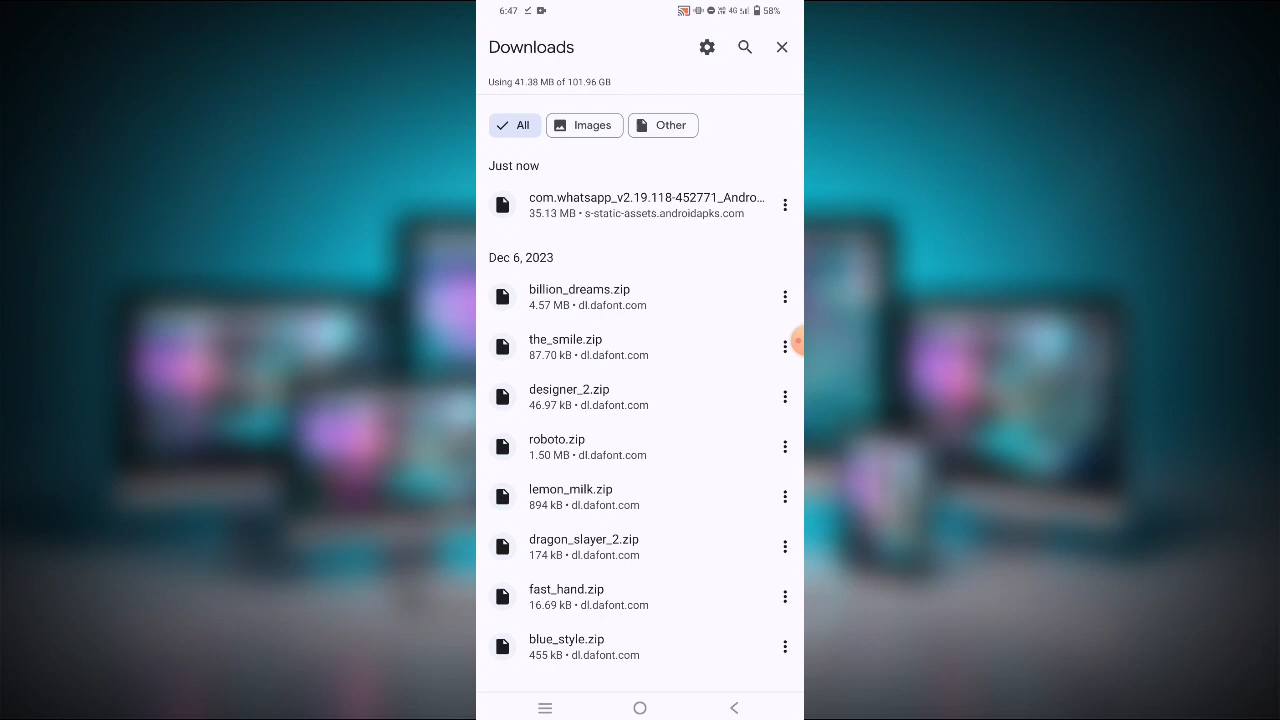 6:47 4G 58%
Downloads
Using 41.38 MB of 101.96 GB
All Images Other
Just now
com.whatsapp_v2.19.118-452771_Andro...
35.13 MB • s-static-assets.androidapks.com
Dec 6, 2023
billion_dreams.zip
4.57 MB • dl.dafont.com
the_smile.zip
87.70 kB • dl.dafont.com
designer_2.zip
46.97 kB • dl.dafont.com
roboto.zip
1.50 MB • dl.dafont.com
lemon_milk.zip
894 kB • dl.dafont.com
dragon_slayer_2.zip
174 kB • dl.dafont.com
fast_hand.zip
16.69 kB • dl.dafont.com
blue_style.zip
455 kB • dl.dafont.com